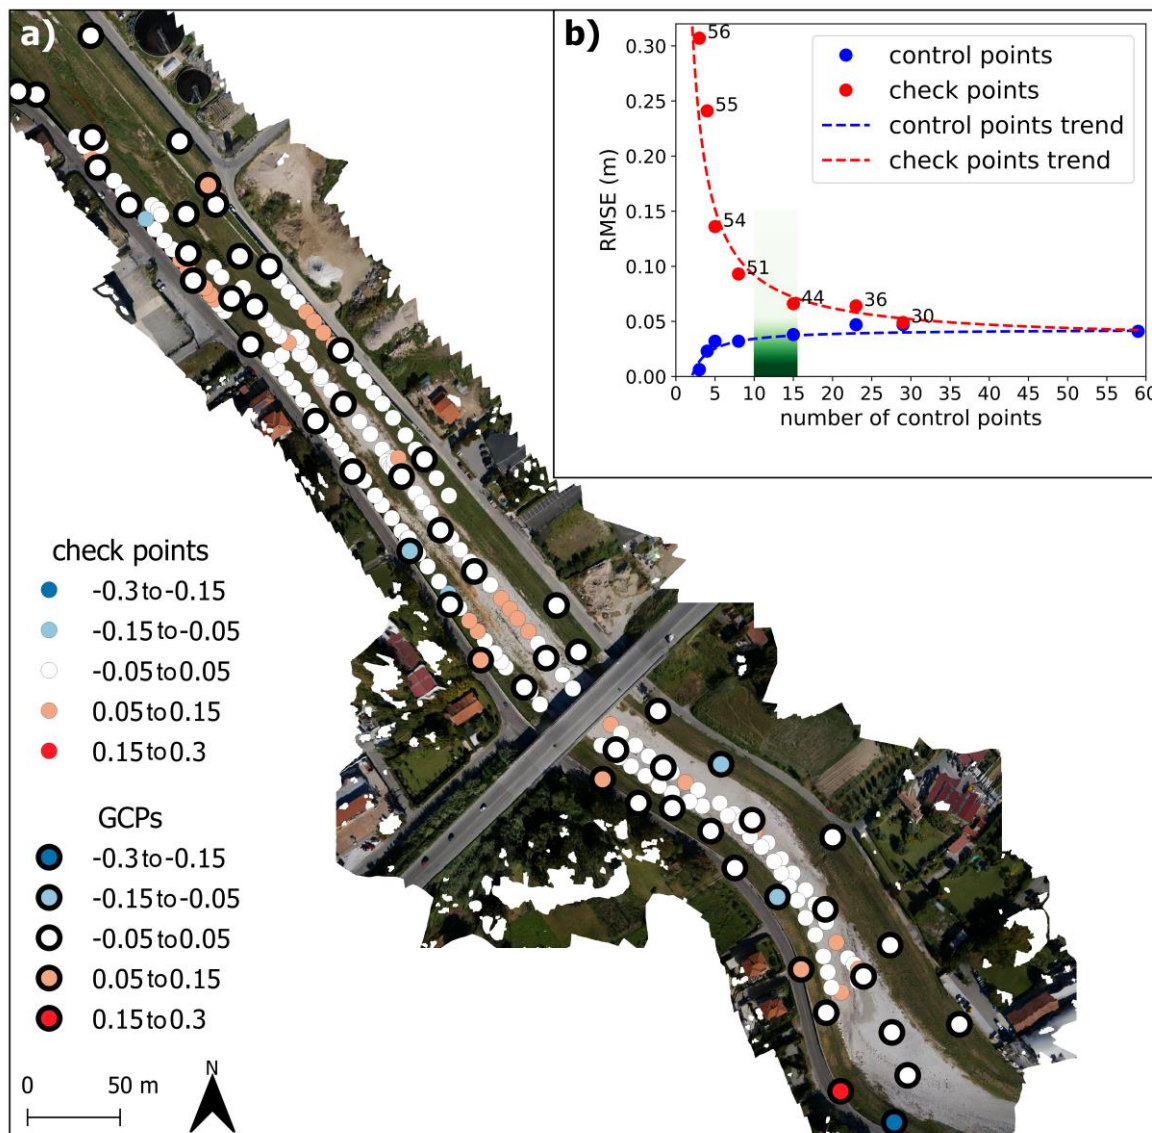 a)
b)
RMSE (m)
0.30
0.25
0.20
0.15
0.10
0.05
0.00
56
55
54
51
44
36
30
control points
check points
control points trend
check points trend
0 5 10 15 20 25 30 35 40 45 50 55 60
number of control points
check points
-0.3 to -0.15
-0.15 to -0.05
-0.05 to 0.05
0.05 to 0.15
0.15 to 0.3
GCPs
-0.3 to -0.15
-0.15 to -0.05
-0.05 to 0.05
0.05 to 0.15
0.15 to 0.3
0 50 m
N